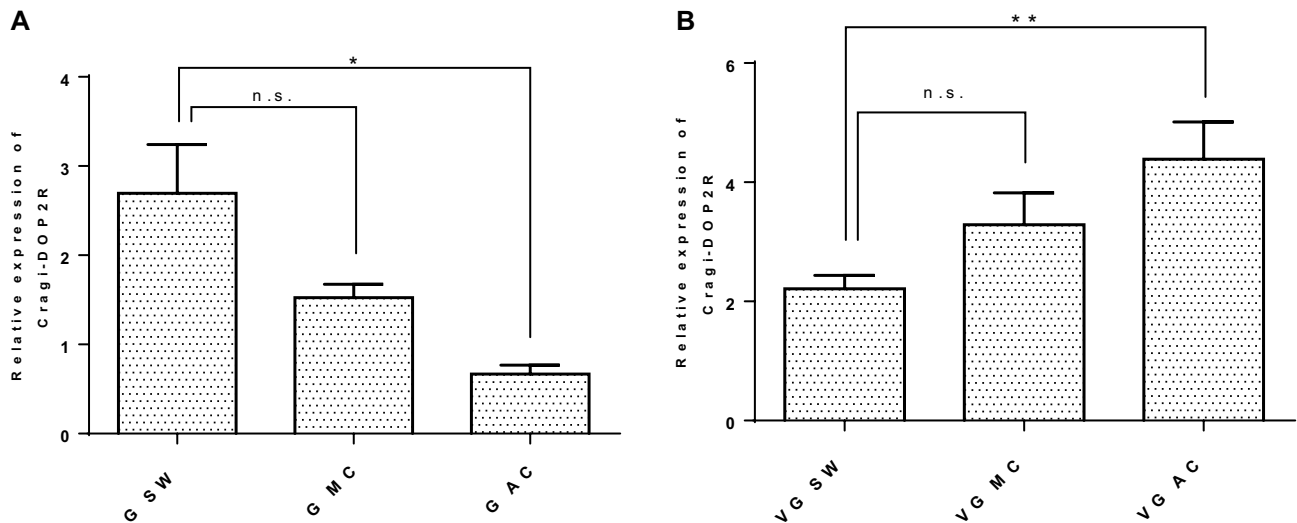 A
*
n.s.
Relative expression of
Cragi-DOP2R
4
3
2
1
0
G SW
G MC
G AC
B
**
n.s.
Relative expression of
Cragi-DOP2R
6
4
2
0
VG SW
VG MC
VG AC